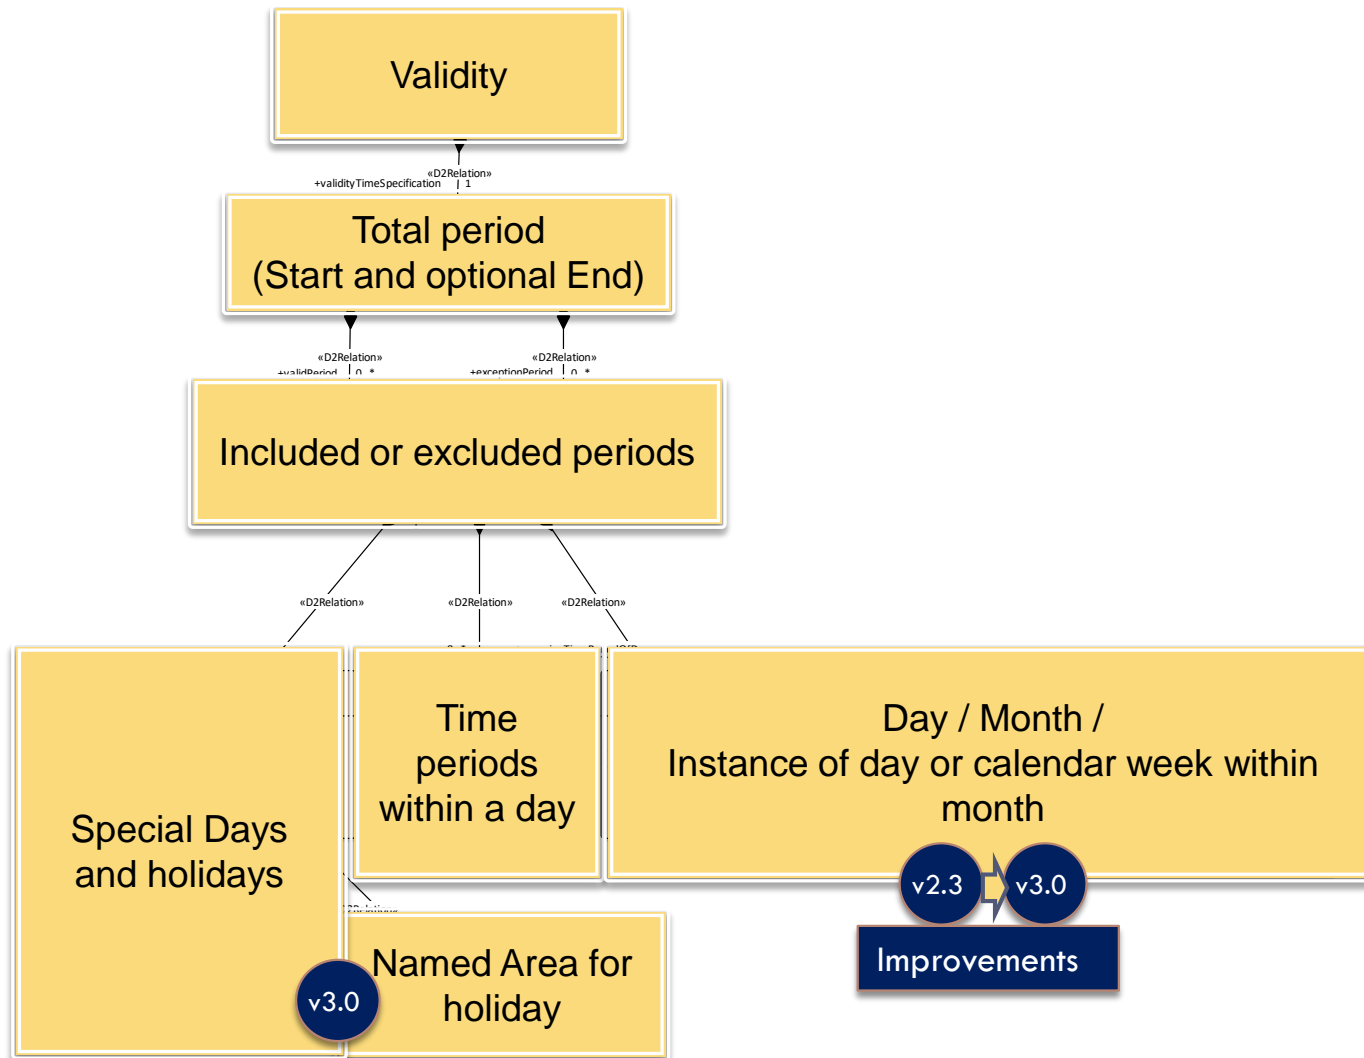 Validity
«D2Relation»
+validityTimeSpecification 1
Total period
(Start and optional End)
«D2Relation» «D2Relation»
+validPeriod 0..* +exceptionPeriod 0..*
Included or excluded periods
«D2Relation» «D2Relation» «D2Relation»
Special Days
and holidays
Time
periods
within a day
Day / Month /
Instance of day or calendar week within
month
v2.3 v3.0
Improvements
Named Area for
holiday
v3.0